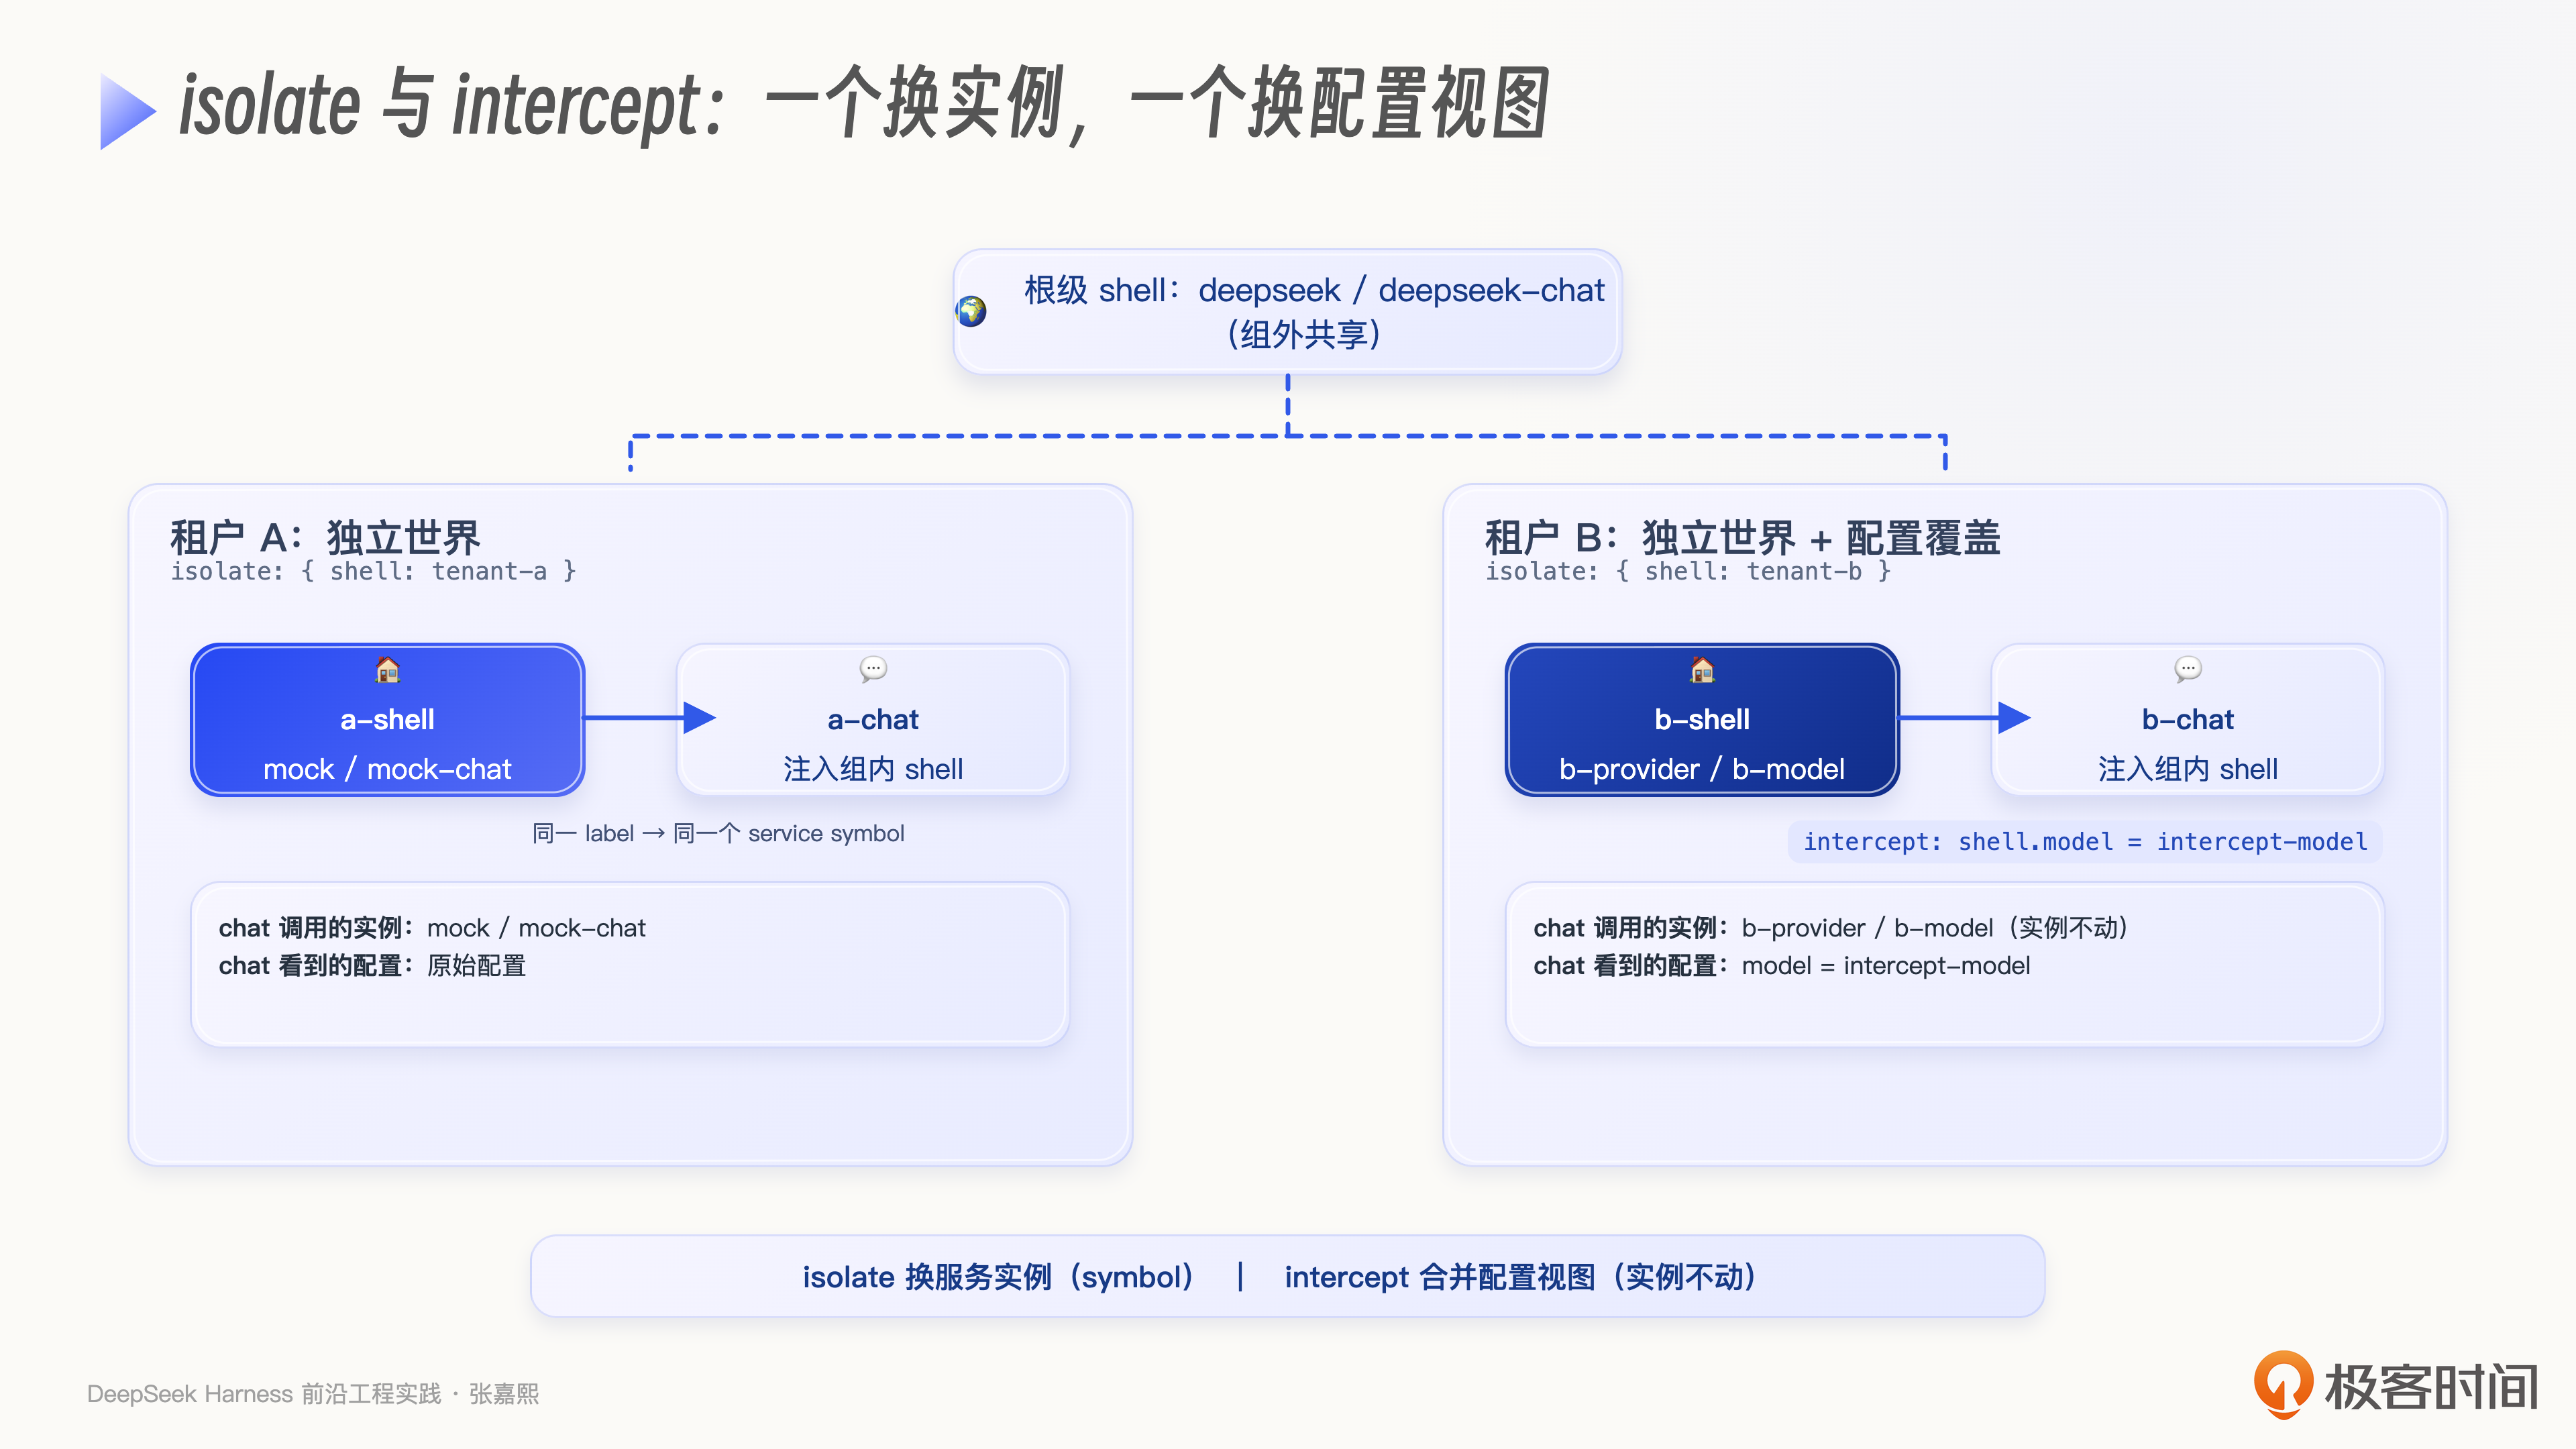 isolate 与 intercept：一个换实例，一个换配置视图
根级 shell：deepseek / deepseek-chat
（组外共享）
租户 A：独立世界
isolate: { shell: tenant-a }
a-shell
mock / mock-chat
a-chat
注入组内 shell
同一 label → 同一个 service symbol
chat 调用的实例：mock / mock-chat
chat 看到的配置：原始配置
租户 B：独立世界 + 配置覆盖
isolate: { shell: tenant-b }
b-shell
b-provider / b-model
b-chat
注入组内 shell
intercept: shell.model = intercept-model
chat 调用的实例：b-provider / b-model（实例不动）
chat 看到的配置：model = intercept-model
isolate 换服务实例（symbol） | intercept 合并配置视图（实例不动）
DeepSeek Harness 前沿工程实践 · 张嘉熙
极客时间